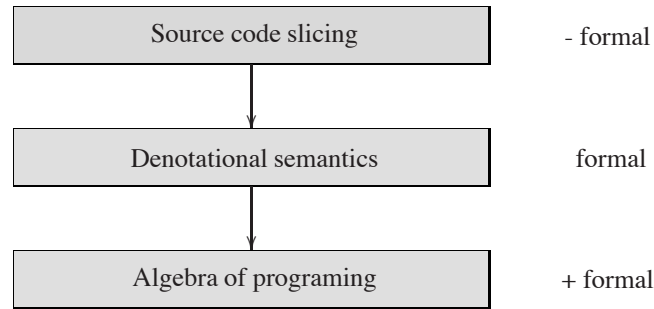 Source code slicing - formal
Denotational semantics formal
Algebra of programing + formal